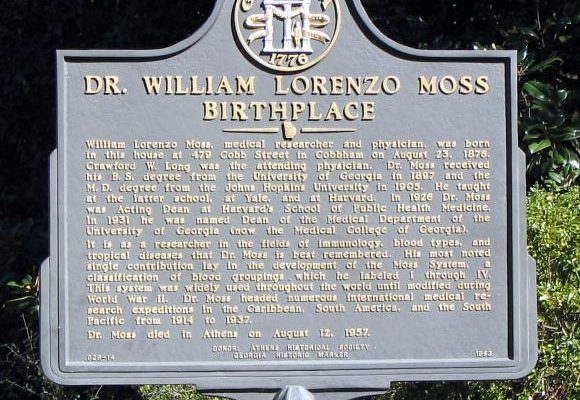 1776
DR. WILLIAM LORENZO MOSS
BIRTHPLACE
William Lorenzo Moss, medical researcher and physician, was born
in this house at 479 Cobb Street in Cobbham on August 23, 1876.
Crawford W. Long was the attending physician. Dr. Moss received
his B.S. degree from the University of Georgia in 1897 and the
M.D. degree from the Johns Hopkins University in 1905. He taught
at the latter school, at Yale, and at Harvard. In 1926 Dr. Moss
was Acting Dean at Harvard's School of Public Health Medicine.
In 1931 he was named Dean of the Medical Department of the
University of Georgia (now the Medical College of Georgia).
It is as a researcher in the fields of immunology, blood types, and
tropical diseases that Dr. Moss is best remembered. His most noted
single contribution lay in the development of the Moss System, a
classification of blood groupings which he labeled I through IV.
This system was widely used throughout the world until modified during
World War II. Dr. Moss headed numerous international medical re-
search expeditions in the Caribbean, South America, and the South
Pacific from 1914 to 1937.
Dr. Moss died in Athens on August 12, 1957.
DONOR: ATHENS HISTORICAL SOCIETY
029-14 GEORGIA HISTORIC MARKER 1983